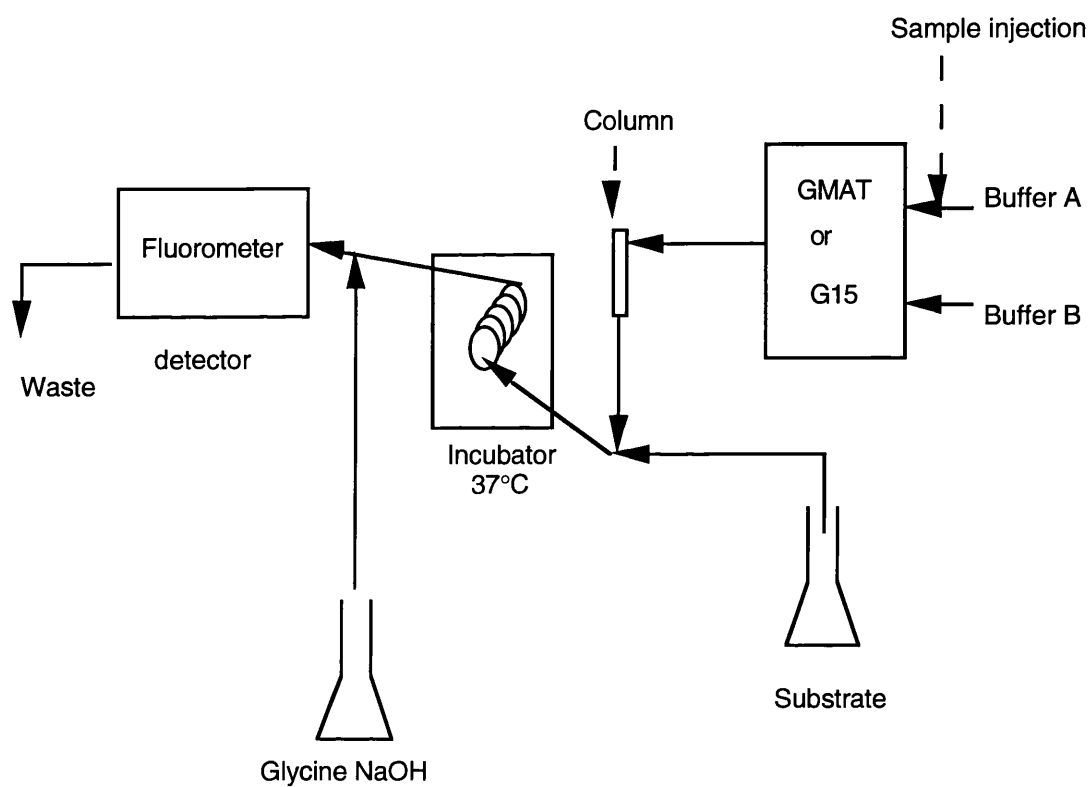 Sample injection
Column
GMAT
or
G15
Buffer A
Buffer B
Fluorometer
detector
Waste
Incubator
37°C
Substrate
Glycine NaOH